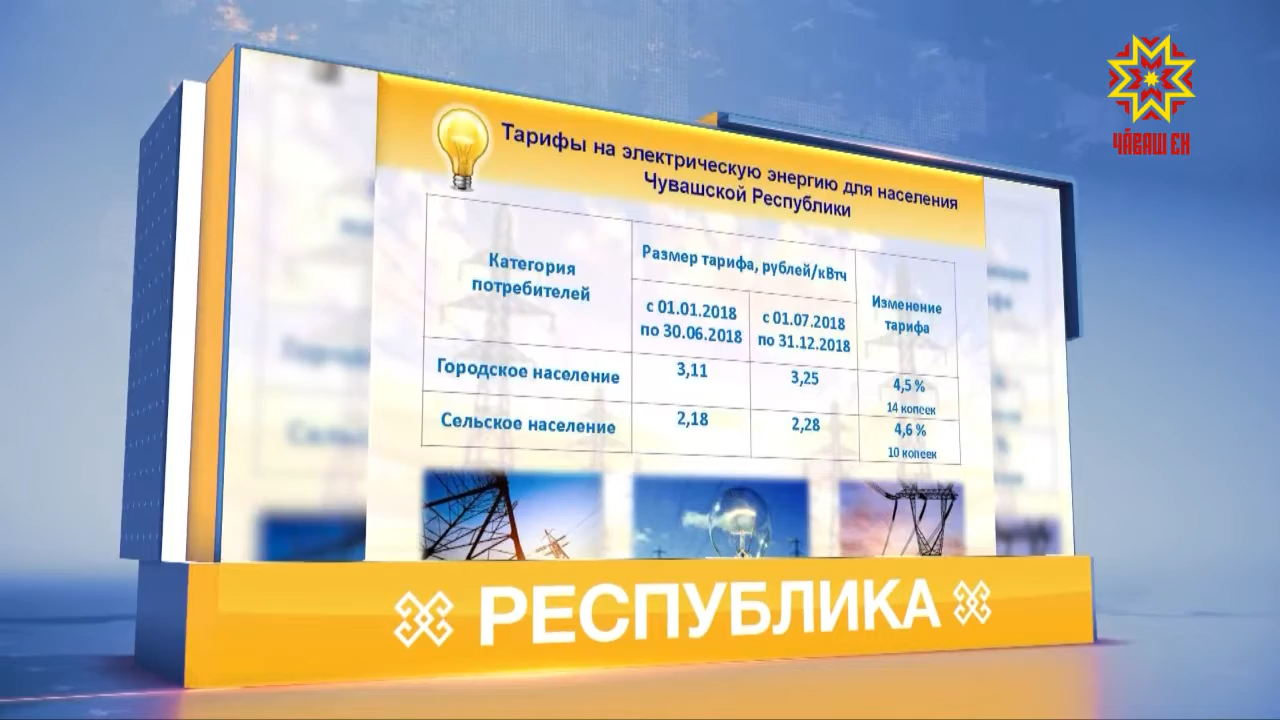 ЧӐВАШ ЕН
Тарифы на электрическую энергию для населения
Чувашской Республики
Категория
потребителей
Размер тарифа, рублей/кВтч
Изменение
тарифа
с 01.01.2018
по 30.06.2018
с 01.07.2018
по 31.12.2018
Городское население
3,11
3,25
4,5 %
14 копеек
Сельское население
2,18
2,28
4,6 %
10 копеек
РЕСПУБЛИКА